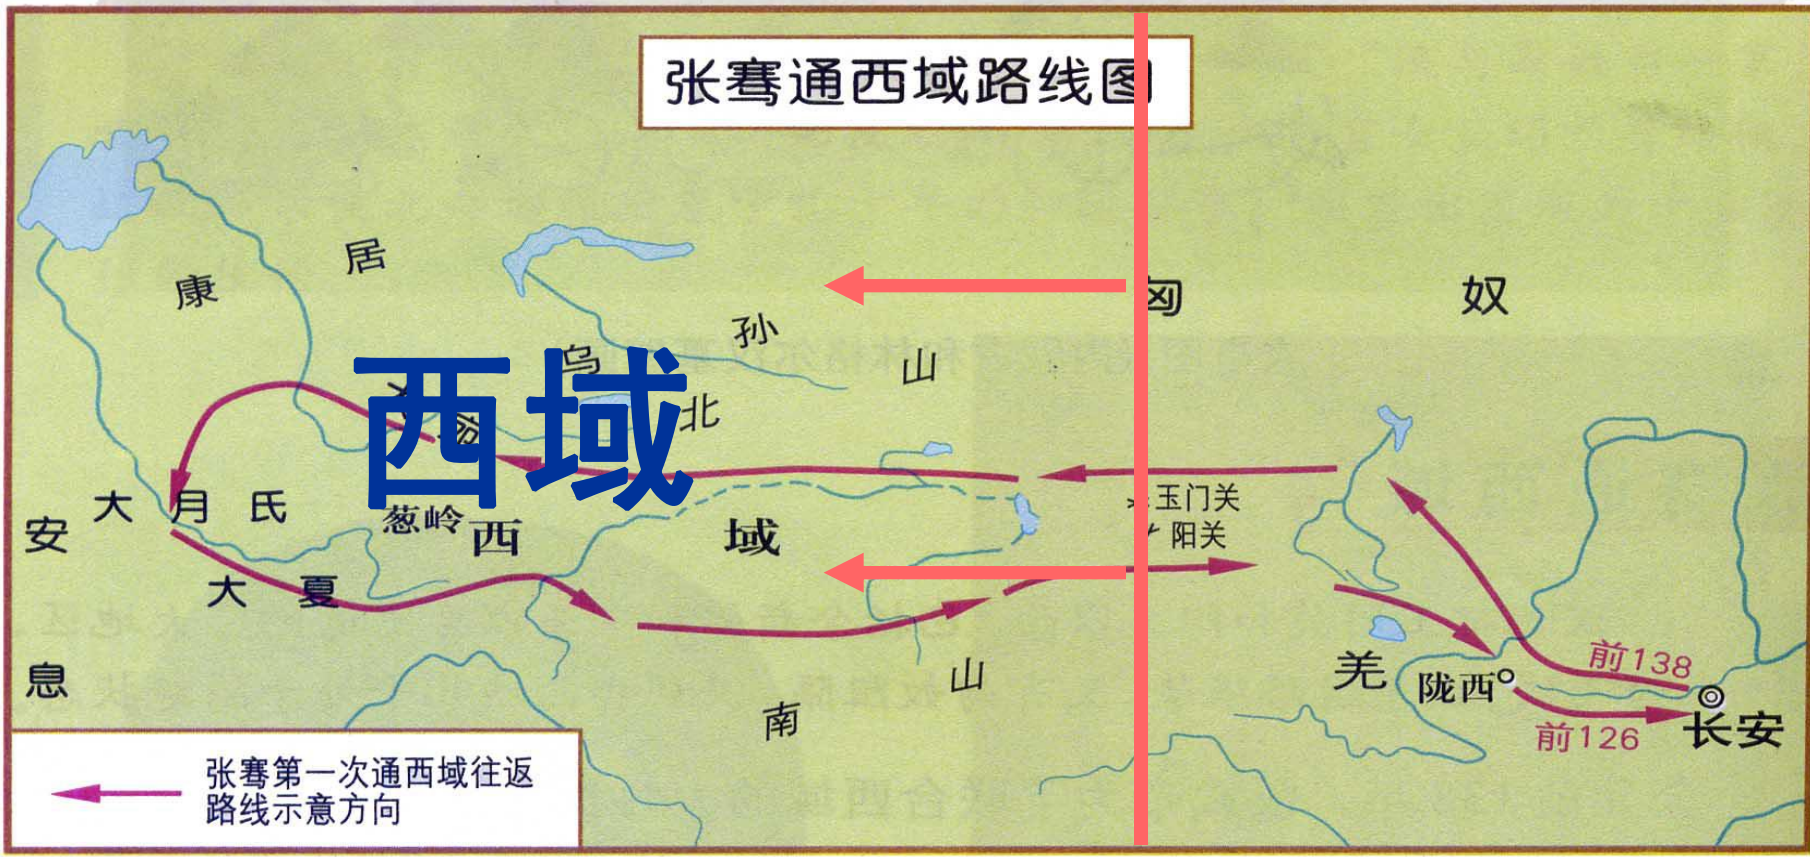 张骞通西域路线图
居
康
匈 奴
孙
乌
山
北
西域
玉门关
阳关
大 月 氏
葱岭
西 域
安
息
大 夏
山
南
羌
陇西
前138
前126
长安
张骞第一次通西域往返
路线示意方向